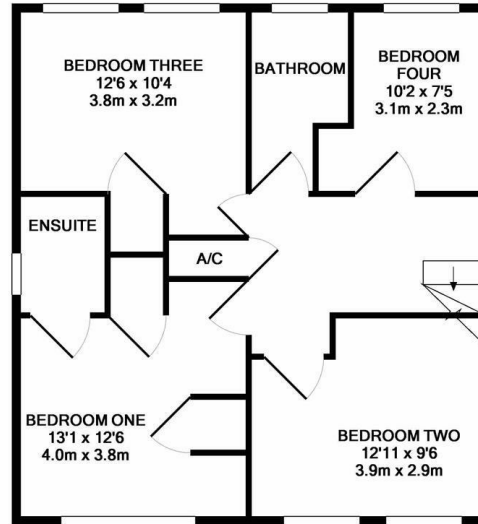 BEDROOM THREE
12'6 x 10'4
3.8m x 3.2m
BATHROOM
BEDROOM
FOUR
10'2 x 7'5
3.1m x 2.3m
ENSUITE
A/C
BEDROOM ONE
13'1 x 12'6
4.0m x 3.8m
BEDROOM TWO
12'11 x 9'6
3.9m x 2.9m